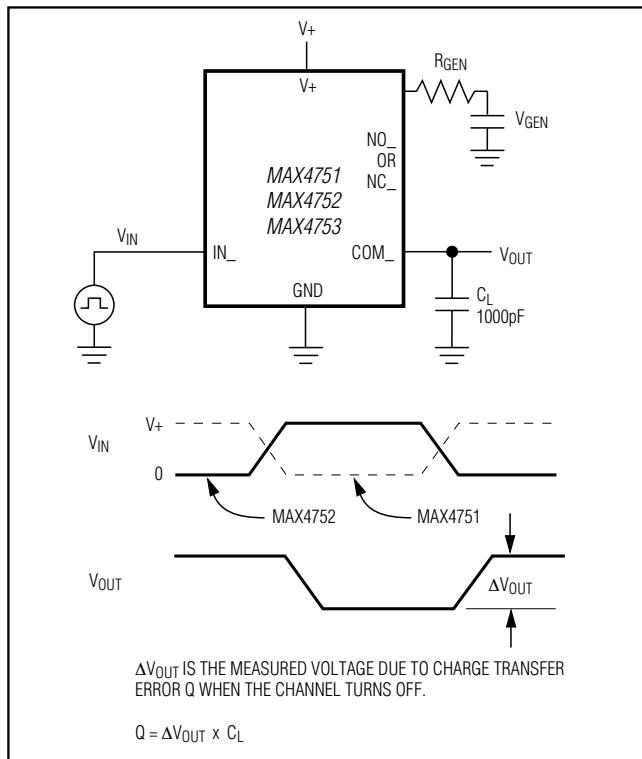 V+
V+
RGEN
VGEN
NO_
OR
NC_
MAX4751
MAX4752
MAX4753
VIN
IN_
COM_
VOUT
GND
CL
1000pF
VIN
V+
0
MAX4752
MAX4751
VOUT
ΔVOUT
ΔVOUT IS THE MEASURED VOLTAGE DUE TO CHARGE TRANSFER
ERROR Q WHEN THE CHANNEL TURNS OFF.
Q = ΔVOUT x CL